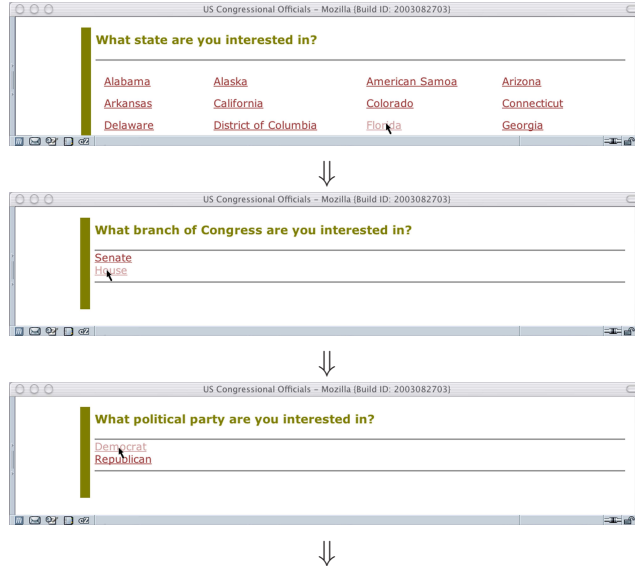 US Congressional Officials – Mozilla {Build ID: 2003082703}
What state are you interested in?
Alabama Alaska American Samoa Arizona
Arkansas California Colorado Connecticut
Delaware District of Columbia Florida Georgia
⇓
US Congressional Officials – Mozilla {Build ID: 2003082703}
What branch of Congress are you interested in?
Senate
House
⇓
US Congressional Officials – Mozilla {Build ID: 2003082703}
What political party are you interested in?
Democrat
Republican
⇓